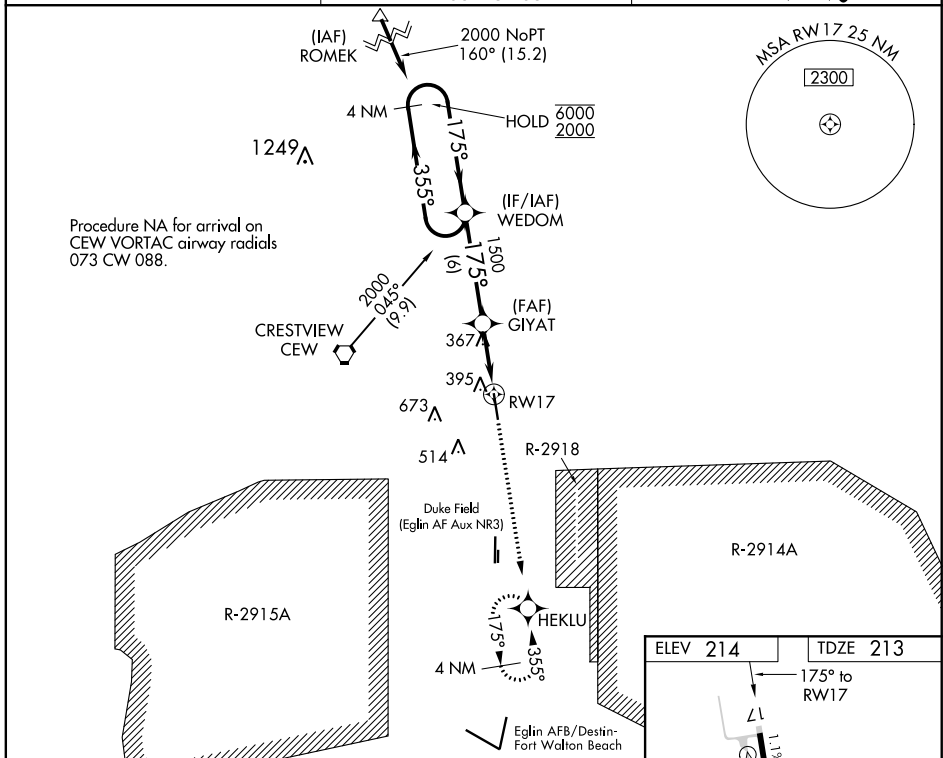 (IAF)
ROMEK
2000 NoPT
160° (15.2)
MSA RW17 25 NM
2300
4 NM
HOLD 6000
2000
175°
355°
1249
(IF/IAF)
WEDOM
Procedure NA for arrival on
CEW VORTAC airway radials
073 CW 088.
1500
175°
(6)
2000
045°
(9.9)
(FAF)
GIYAT
CRESTVIEW
CEW
367
395
RW17
673
514
R-2918
Duke Field
(Eglin AF Aux NR3)
R-2914A
R-2915A
HEKLU
175°
355°
4 NM
ELEV 214
TDZE 213
175° to
RW17
17
Eglin AFB/Destin-
Fort Walton Beach